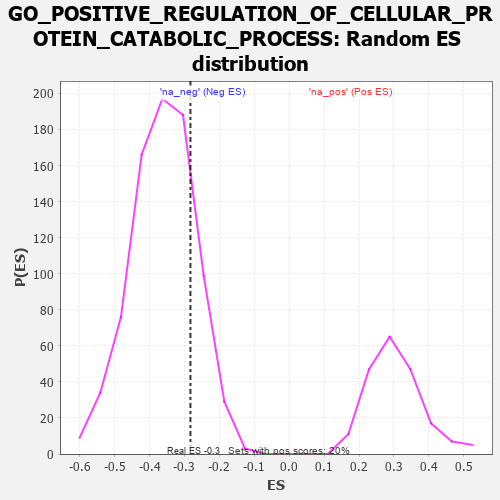 GO_POSITIVE_REGULATION_OF_CELLULAR_PR
OTEIN_CATABOLIC_PROCESS: Random ES
distribution
'na_neg' (Neg ES) 'na_pos' (Pos ES)
200
180
160
140
120
100
80
60
40
20
0
P(ES)
Real ES -0.3 Sets with pos scores: 20%
-0.6 -0.5 -0.4 -0.3 -0.2 -0.1 0.0 0.1 0.2 0.3 0.4 0.5
ES